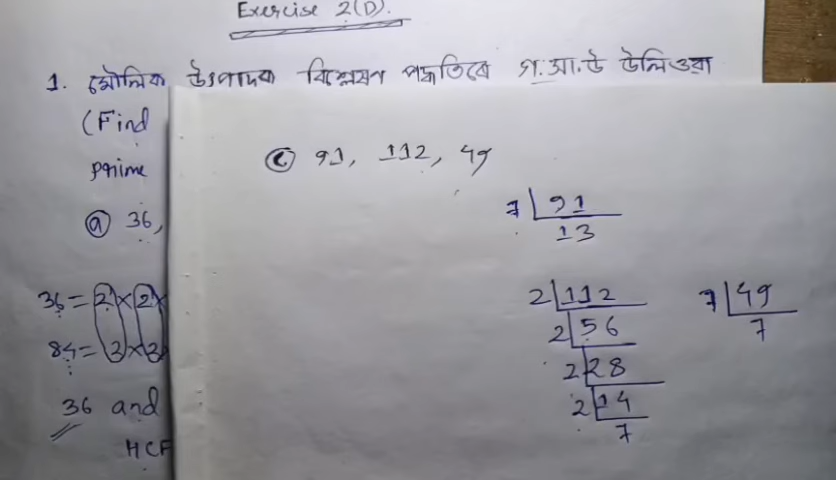 Exercise 2(D).
1. মৌলিক উৎপাদক বিশ্লেষণ পদ্ধতিৰে গ.সা.উ উলিওৱা
(Find
prime
(a) 36,
36 = 2 × 2 ×
84 = 3 × 3
36 and
HCF
(c) 91, 112, 49
7 | 91
13
2 | 112
2 | 56
2 | 28
2 | 14
7
7 | 49
7